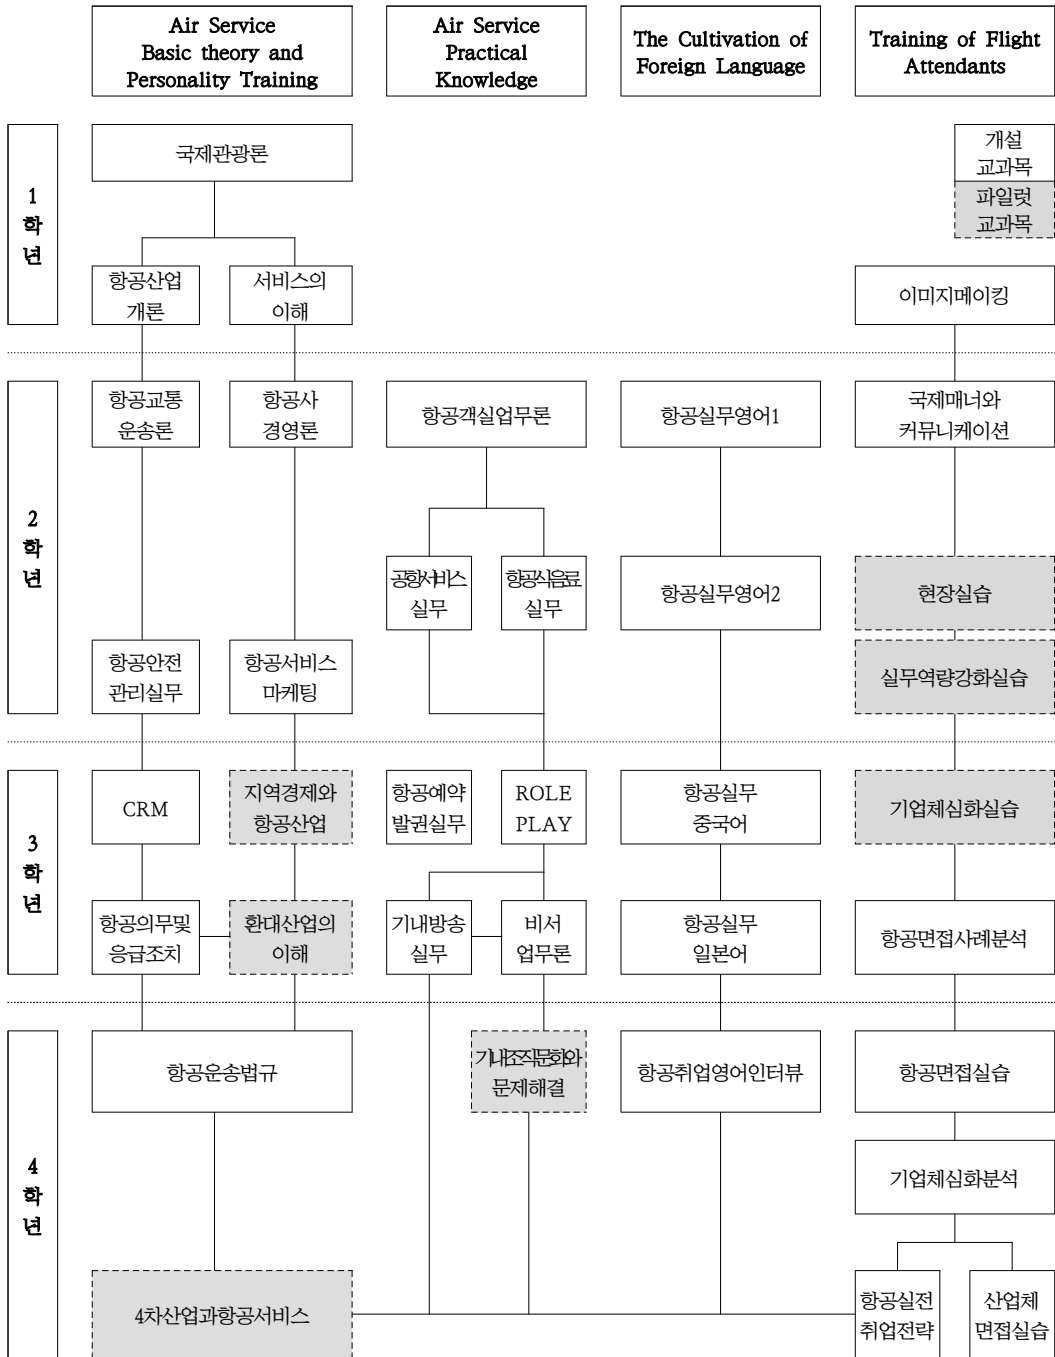 Air Service
Basic theory and
Personality Training
Air Service
Practical
Knowledge
The Cultivation of
Foreign Language
Training of Flight
Attendants
1
학
년
국제관광론
개설
교과목
파일럿
교과목
항공산업
개론
서비스의
이해
이미지메이킹
2
학
년
항공교통
운송론
항공사
경영론
항공객실업무론
항공실무영어1
국제매너와
커뮤니케이션
공항서비스
실무
항공식음료
실무
항공실무영어2
현장실습
항공안전
관리실무
항공서비스
마케팅
실무역량강화실습
3
학
년
CRM
지역경제와
항공산업
항공예약
발권실무
ROLE
PLAY
항공실무
중국어
기업체심화실습
항공의무및
응급조치
환대산업의
이해
기내방송
실무
비서
업무론
항공실무
일본어
항공면접사례분석
4
학
년
항공운송법규
기내조직문화와
문제해결
항공취업영어인터뷰
항공면접실습
기업체심화분석
4차산업과항공서비스
항공실전
취업전략
산업체
면접실습